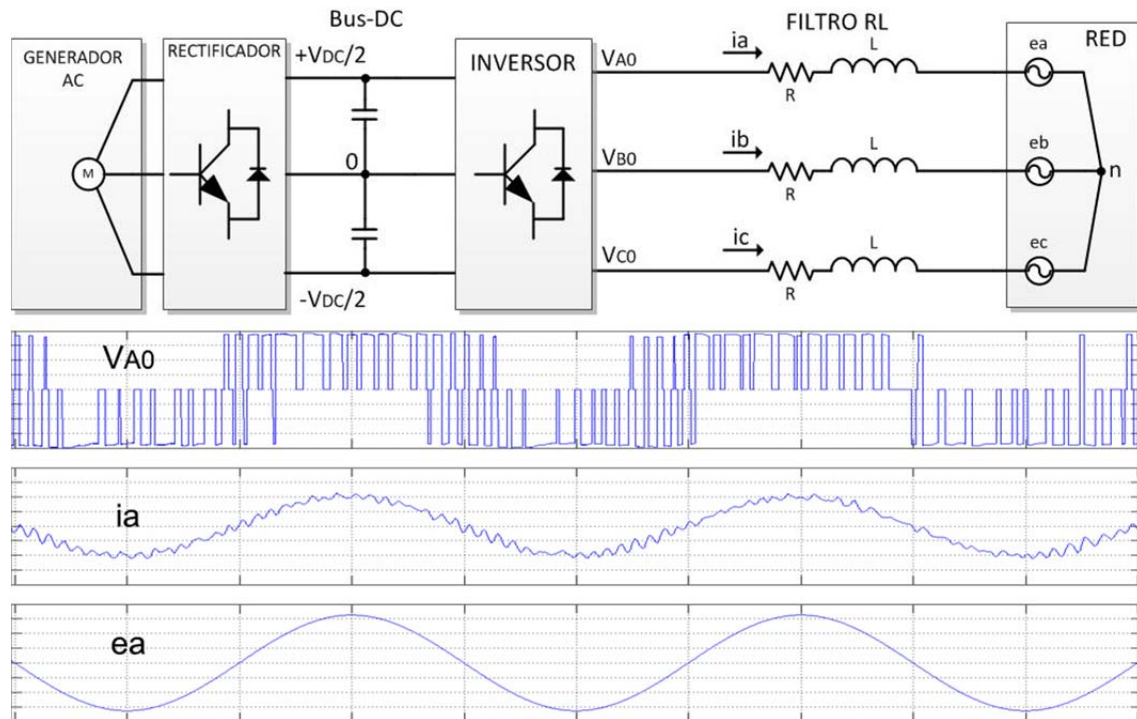 Bus-DC
FILTRO RL
GENERADOR
AC
RECTIFICADOR
+VDC/2
INVERSOR
VA0
ia
L
R
ea
RED
M
0
VB0
ib
L
R
eb
n
VC0
ic
L
R
ec
-VDC/2
VA0
ia
ea